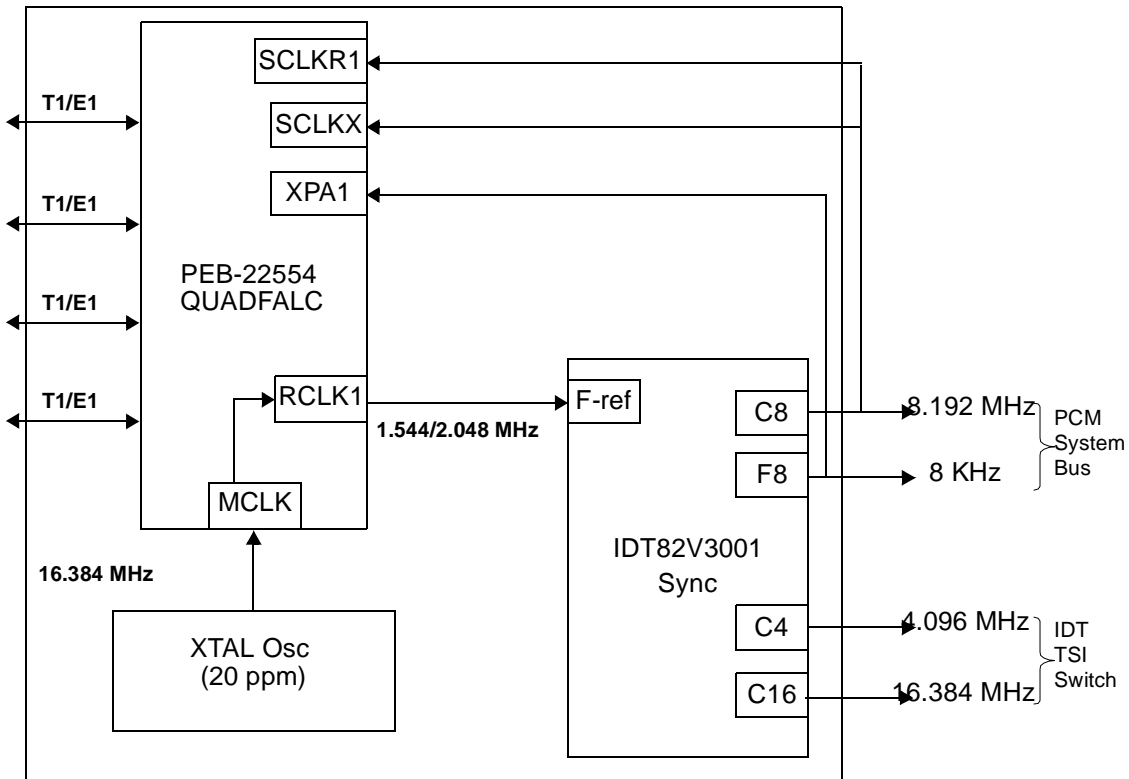 SCLKR1
T1/E1
SCLKX
XPA1
T1/E1
PEB-22554
QUADFALC
T1/E1
RCLK1
F-ref
C8
8.192 MHz
T1/E1
1.544/2.048 MHz
PCM
System
Bus
F8
8 KHz
MCLK
IDT82V3001
Sync
16.384 MHz
C4
4.096 MHz
XTAL Osc
(20 ppm)
IDT
TSI
Switch
C16
16.384 MHz